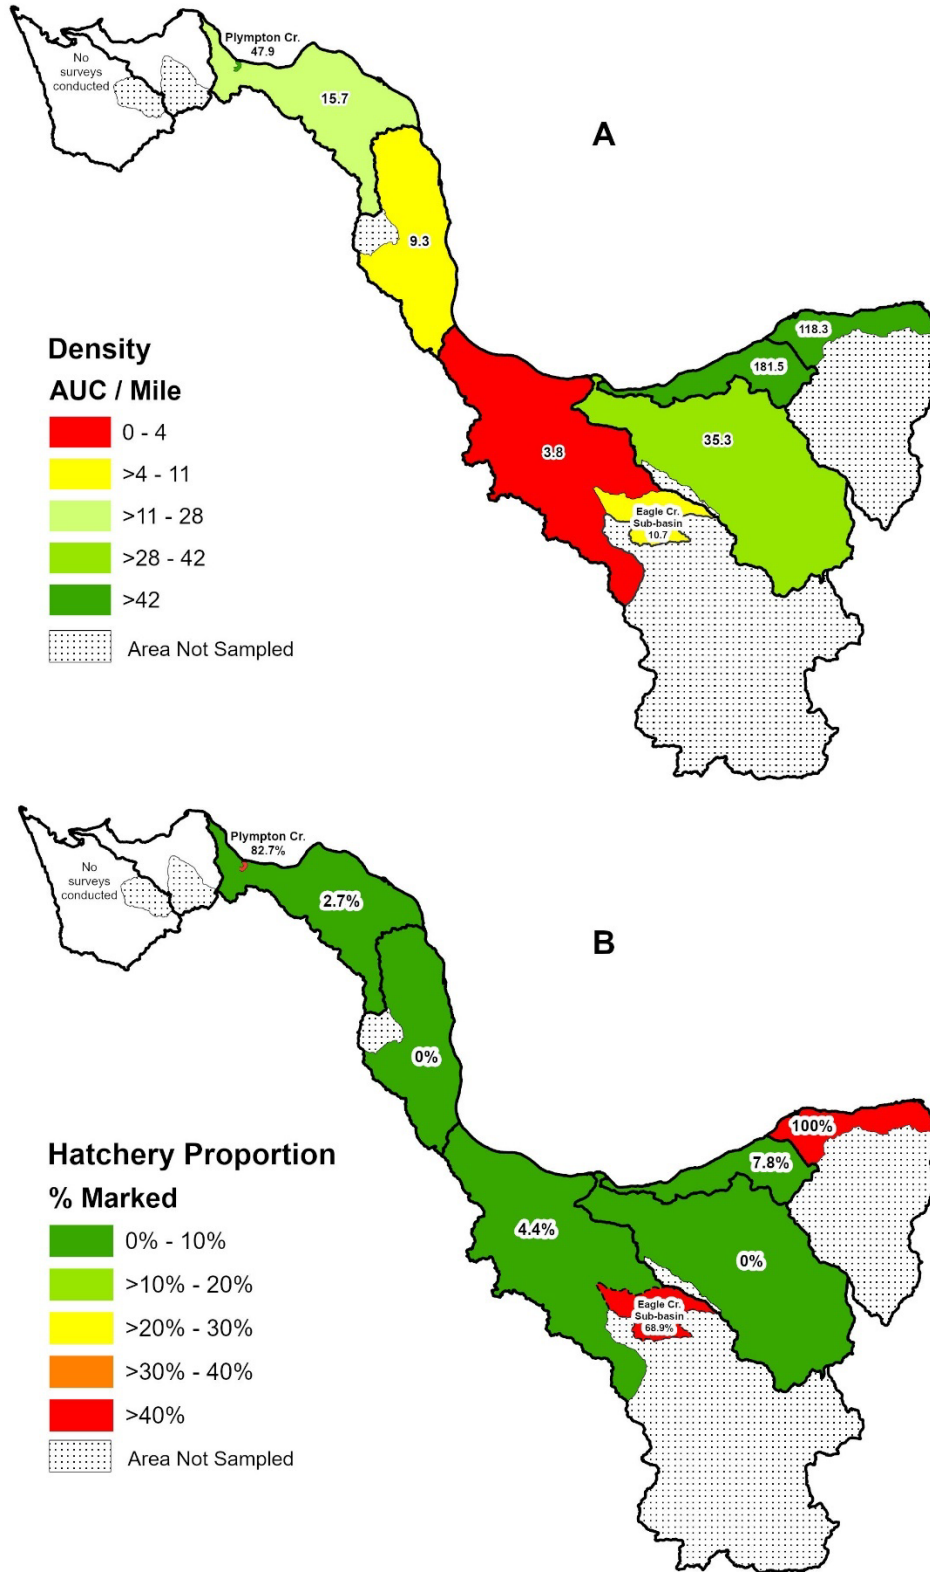 Plympton Cr.
47.9
No
surveys
conducted
15.7
A
9.3
118.3
181.5
Density
AUC / Mile
0 - 4
>4 - 11
>11 - 28
>28 - 42
>42
Area Not Sampled
35.3
3.8
Eagle Cr.
Sub-basin
10.7
Plympton Cr.
82.7%
No
surveys
conducted
2.7%
B
0%
100%
7.8%
Hatchery Proportion
% Marked
0% - 10%
>10% - 20%
>20% - 30%
>30% - 40%
>40%
Area Not Sampled
4.4%
0%
Eagle Cr.
Sub-basin
68.9%